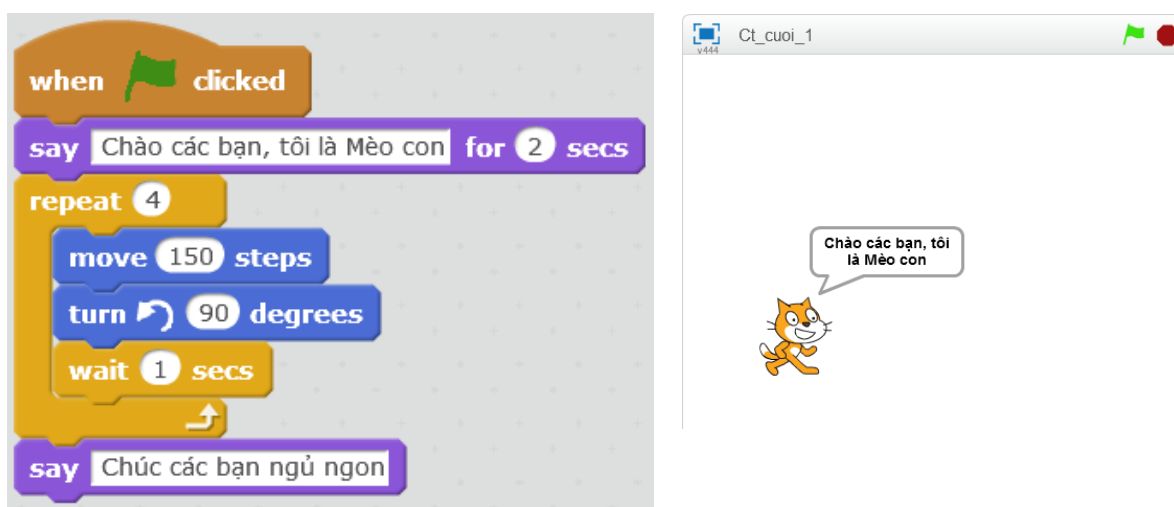 when clicked
say Chào các bạn, tôi là Mèo con for 2 secs
repeat 4
move 150 steps
turn 90 degrees
wait 1 secs
say Chúc các bạn ngủ ngon
v444
Ct_cuoi_1
Chào các bạn, tôi
là Mèo con